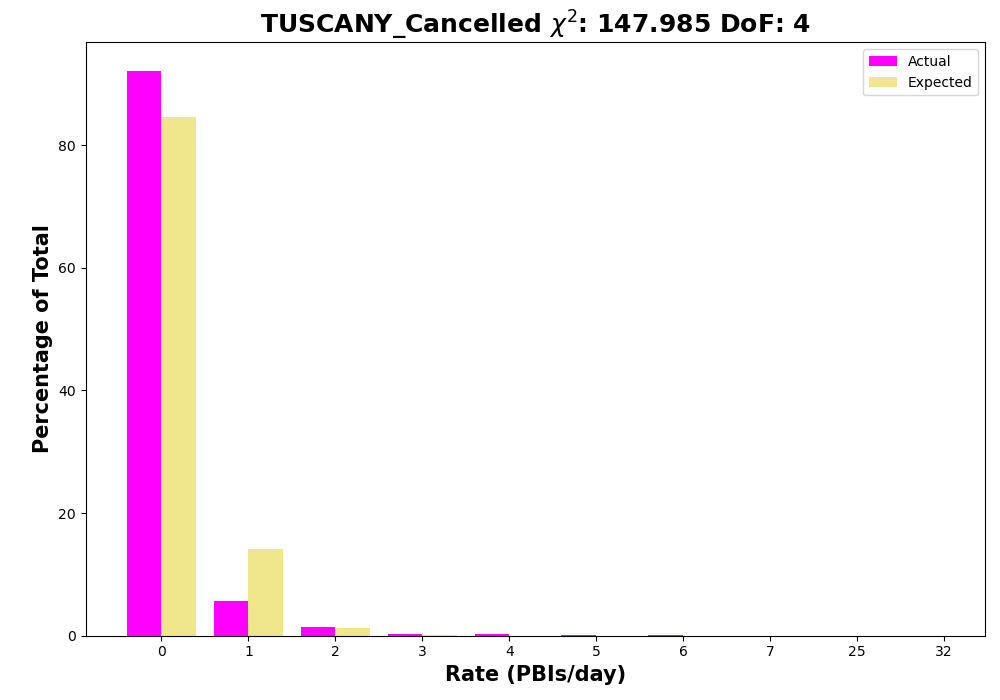 TUSCANY_Cancelled χ²: 147.985 DoF: 4
Actual
Expected
Percentage of Total
80
60
40
20
0
0 1 2 3 4 5 6 7 25 32
Rate (PBIs/day)